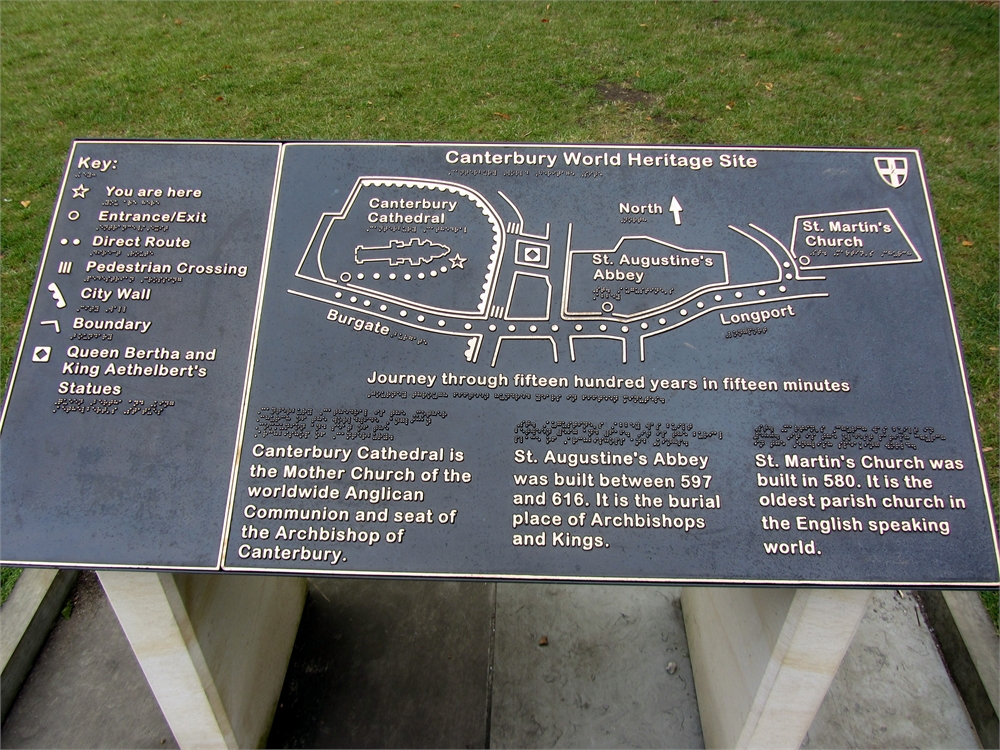 Key:
You are here
Entrance/Exit
Direct Route
Pedestrian Crossing
City Wall
Boundary
Queen Bertha and
King Aethelbert's
Statues
Canterbury World Heritage Site
Canterbury
Cathedral
North
St. Martin's
Church
St. Augustine's
Abbey
Burgate
Longport
Journey through fifteen hundred years in fifteen minutes
Canterbury Cathedral is
the Mother Church of the
worldwide Anglican
Communion and seat of
the Archbishop of
Canterbury.
St. Augustine's Abbey
was built between 597
and 616. It is the burial
place of Archbishops
and Kings.
St. Martin's Church was
built in 580. It is the
oldest parish church in
the English speaking
world.